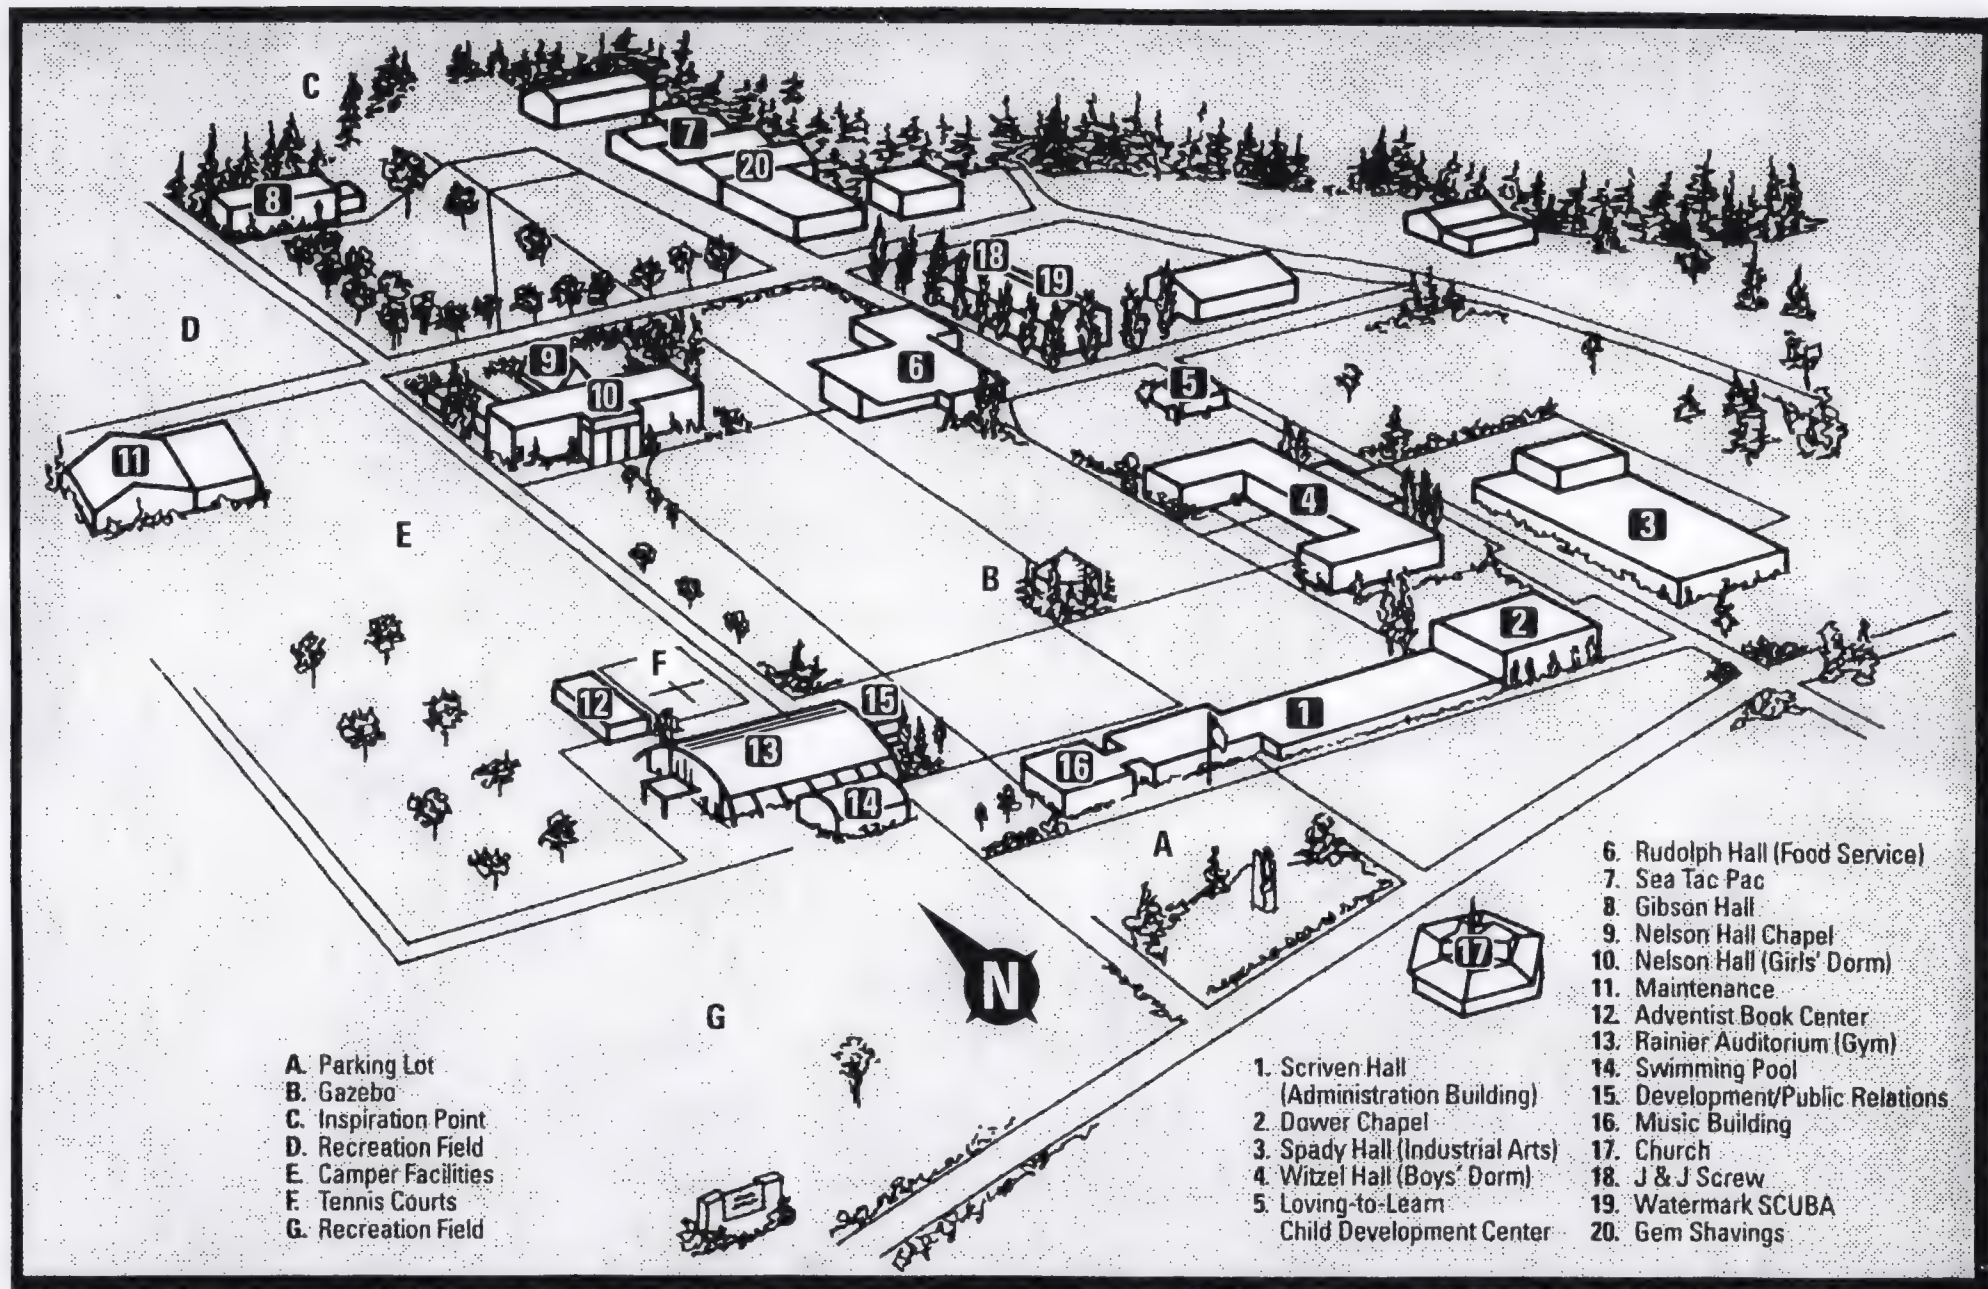 C
7
20
8
18
19
D
9
6
5
10
11
4
3
E
B
2
F
12
15
1
13
16
14
A
17
N
G
A. Parking Lot
B. Gazebo
C. Inspiration Point
D. Recreation Field
E. Camper Facilities
F. Tennis Courts
G. Recreation Field
1. Scriven Hall
(Administration Building)
2. Dower Chapel
3. Spady Hall (Industrial Arts)
4. Witzel Hall (Boys' Dorm)
5. Loving-to-Learn
Child Development Center
6. Rudolph Hall (Food Service)
7. Sea Tac Pac
8. Gibson Hall
9. Nelson Hall Chapel
10. Nelson Hall (Girls' Dorm)
11. Maintenance
12. Adventist Book Center
13. Rainier Auditorium (Gym)
14. Swimming Pool
15. Development/Public Relations
16. Music Building
17. Church
18. J & J Screw
19. Watermark SCUBA
20. Gem Shavings